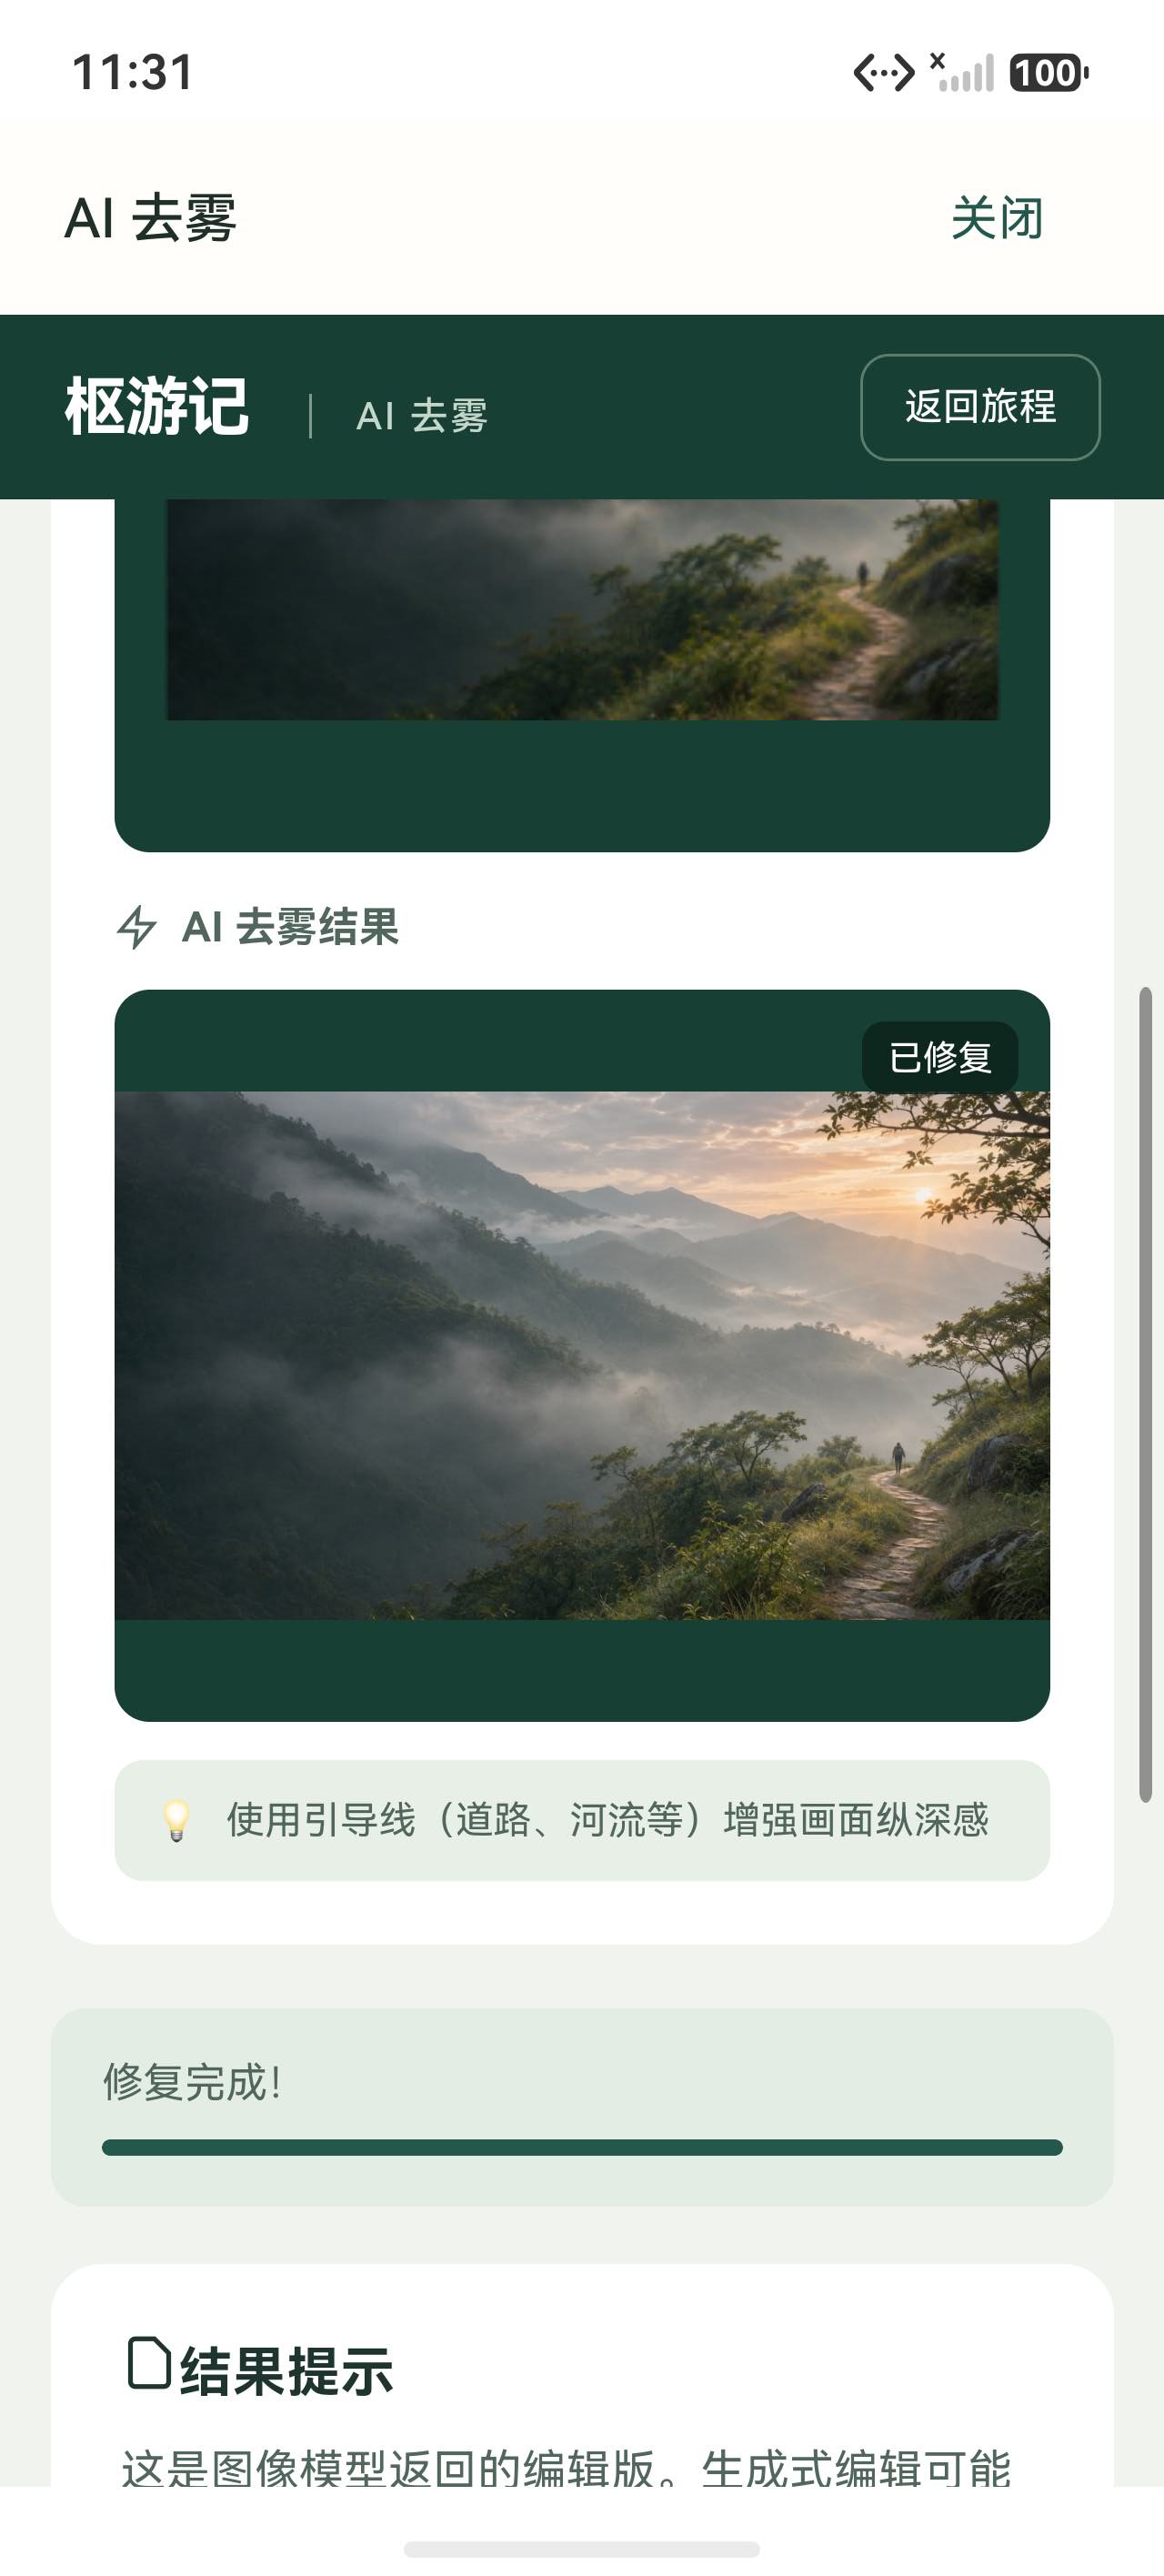 11:31
100
AI 去雾
关闭
枢游记
AI 去雾
返回旅程
AI 去雾结果
已修复
使用引导线（道路、河流等）增强画面纵深感
修复完成!
结果提示
这是图像模型返回的编辑版。生成式编辑可能